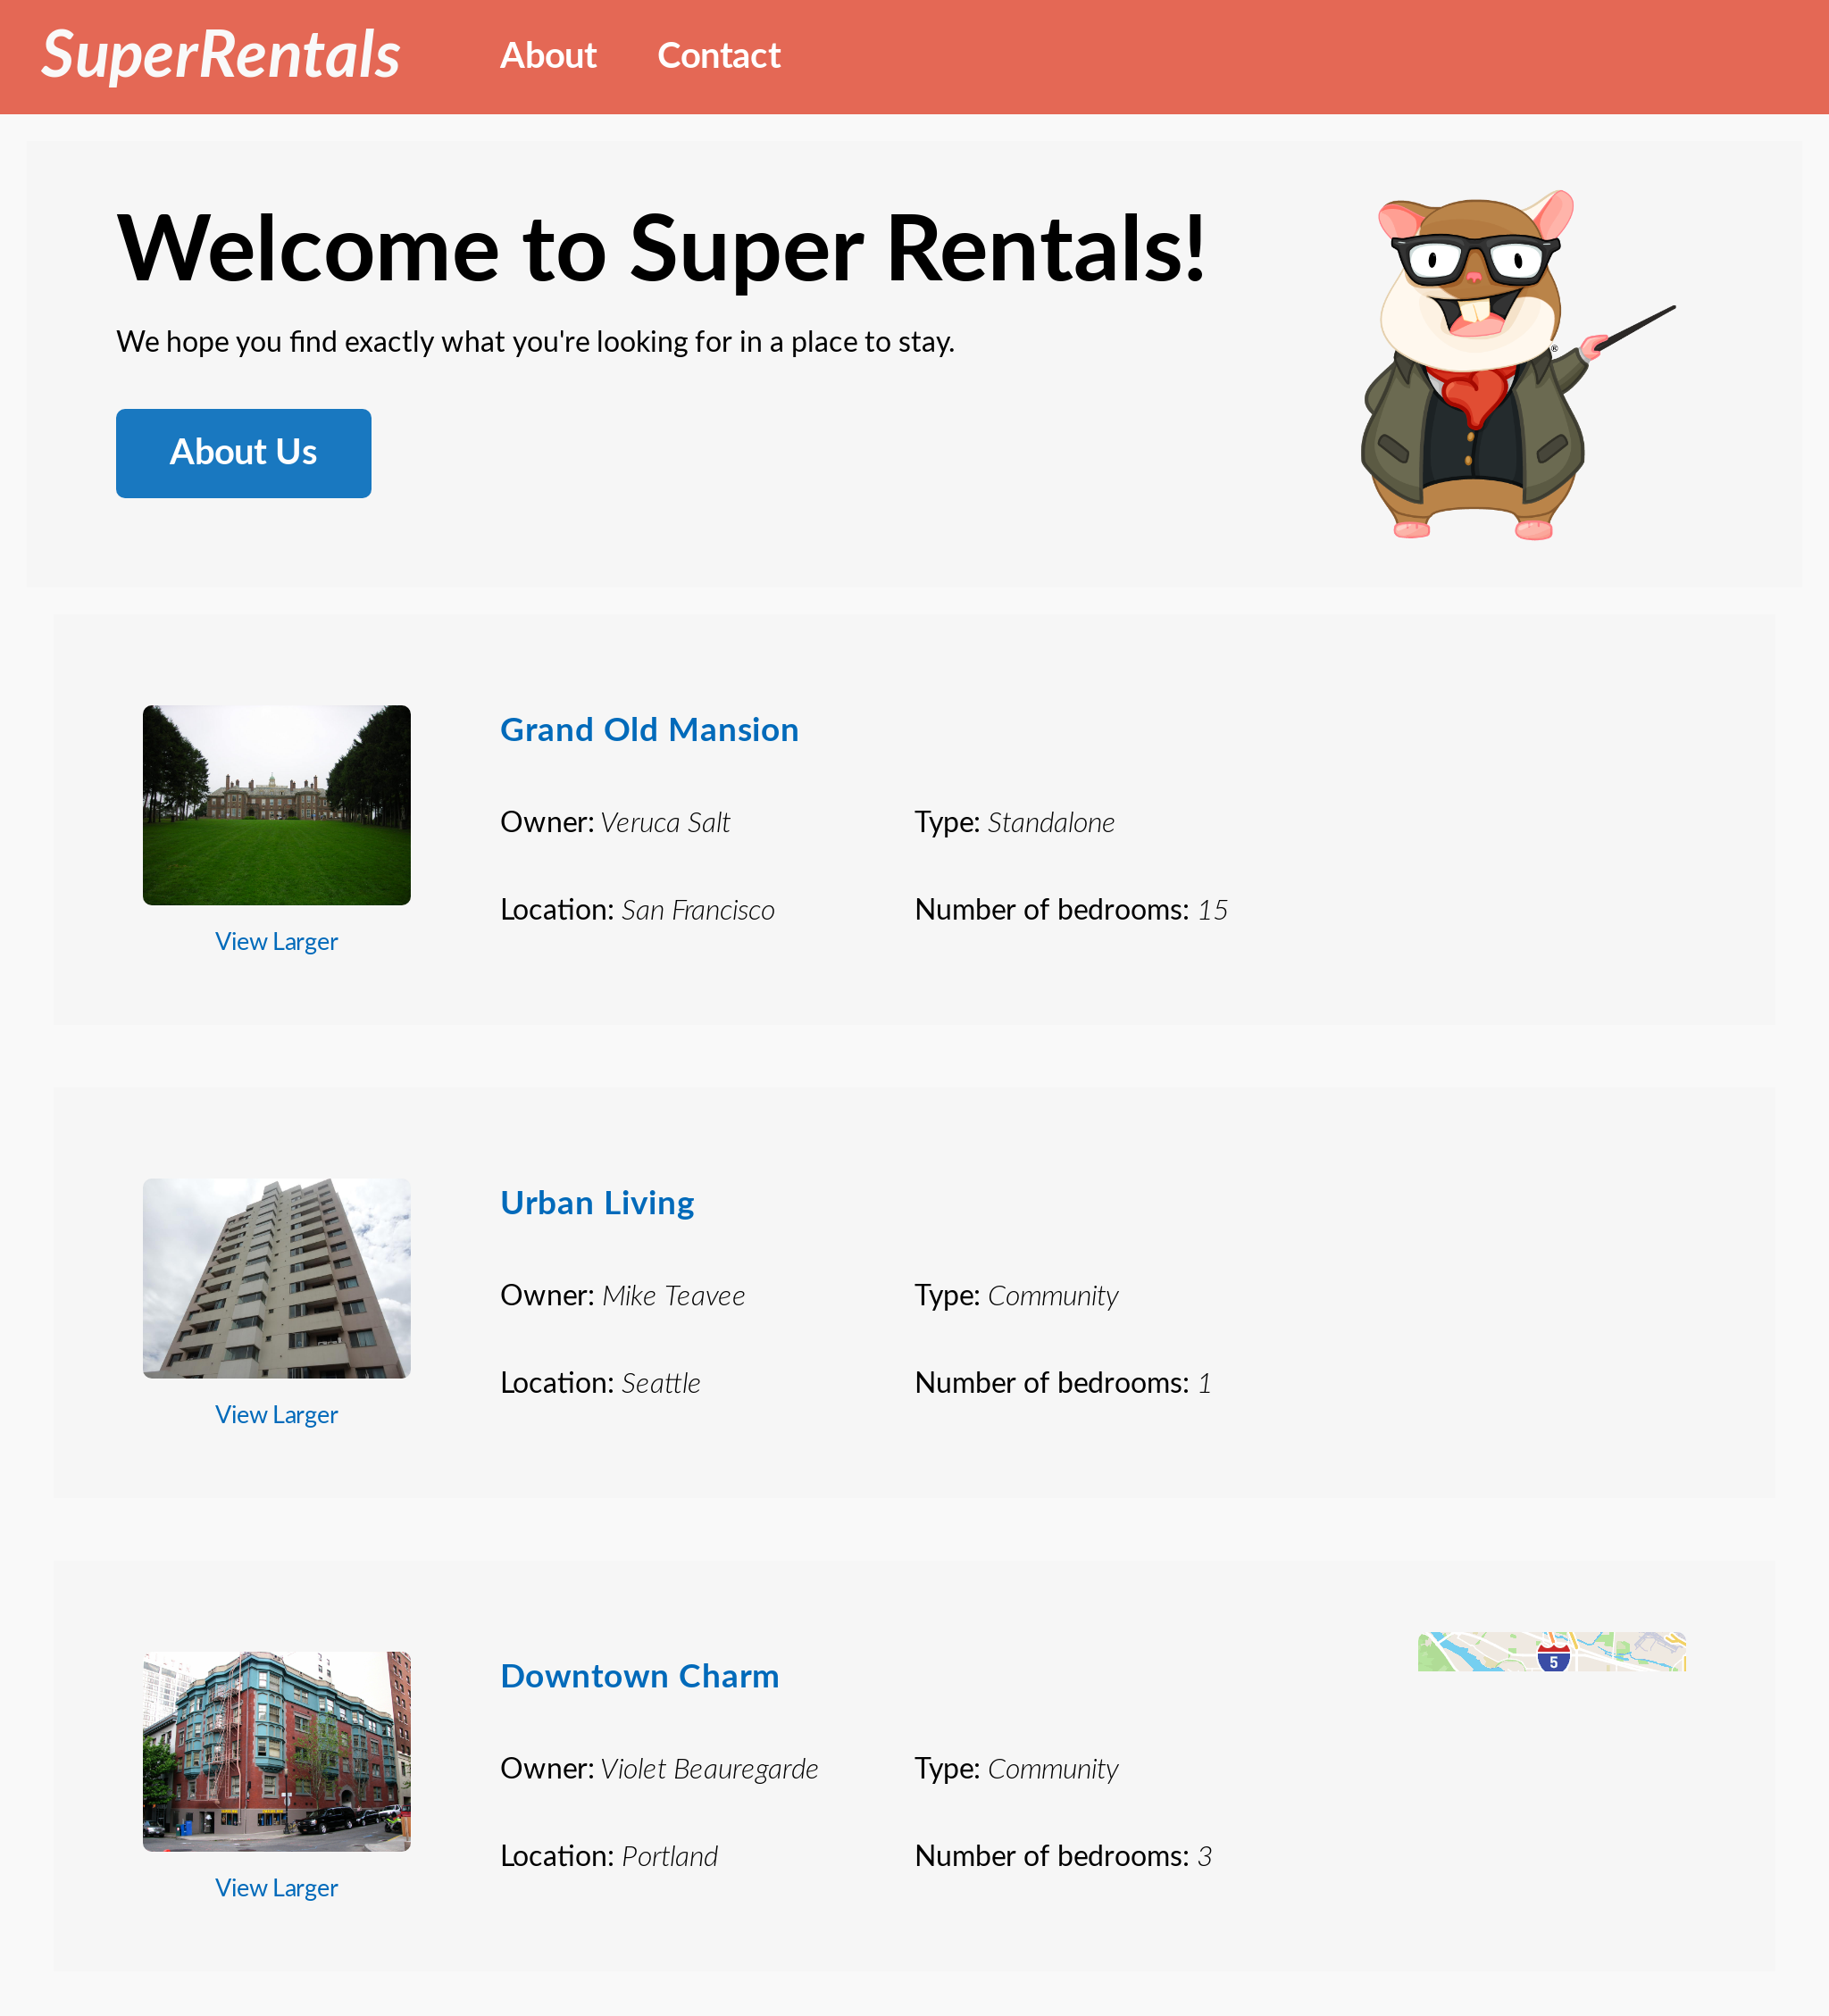 SuperRentals
About
Contact
Welcome to Super Rentals!
We hope you find exactly what you're looking for in a place to stay.
®
About Us
Grand Old Mansion
Owner: Veruca Salt
Type: Standalone
Location: San Francisco
Number of bedrooms: 15
View Larger
Urban Living
Owner: Mike Teavee
Type: Community
Location: Seattle
Number of bedrooms: 1
View Larger
5
Downtown Charm
Owner: Violet Beauregarde
Type: Community
Location: Portland
Number of bedrooms: 3
View Larger